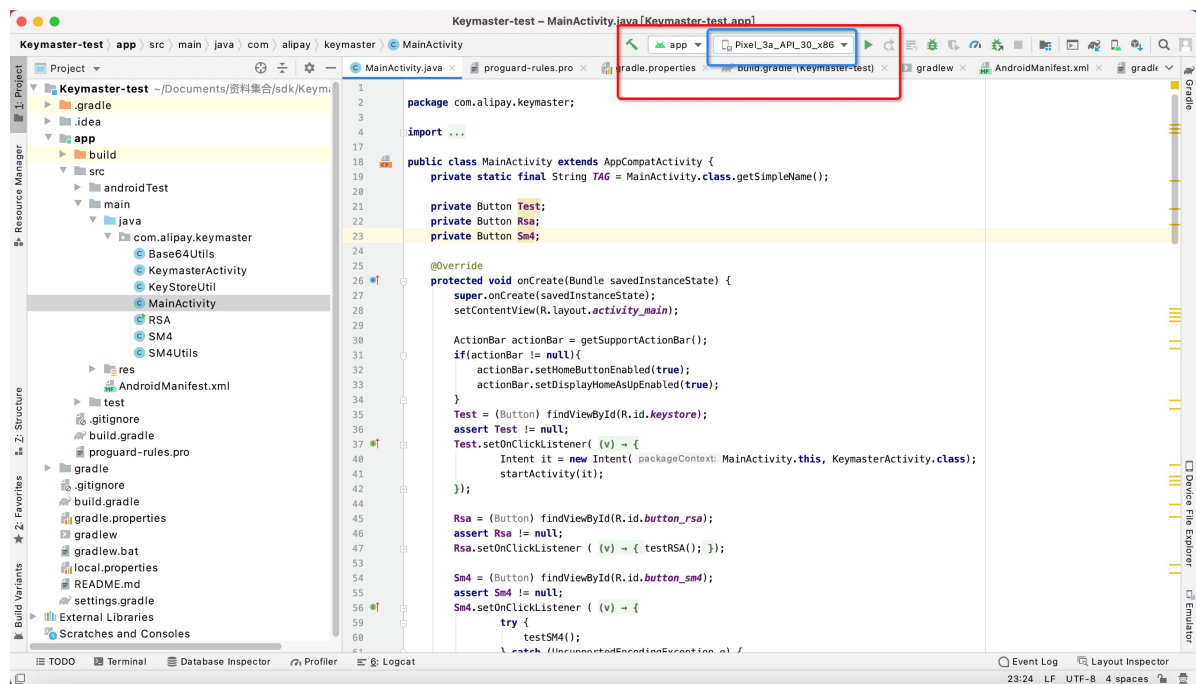 Keymaster-test – MainActivity.java [Keymaster-test.app]
Keymaster-test app src main java com alipay keymaster MainActivity
app Pixel_3a_API_30_x86
Project
MainActivity.java proguard-rules.pro gradle.properties build.gradle (Keymaster-test) gradlew AndroidManifest.xml gradle
1: Project
Resource Manager
Z: Structure
2: Favorites
Build Variants
Keymaster-test ~/Documents/资料集合/sdk/Keyma
.gradle
.idea
app
build
src
androidTest
main
java
com.alipay.keymaster
Base64Utils
KeymasterActivity
KeyStoreUtil
MainActivity
RSA
SM4
SM4Utils
res
AndroidManifest.xml
test
.gitignore
build.gradle
proguard-rules.pro
gradle
.gitignore
build.gradle
gradle.properties
gradlew
gradlew.bat
local.properties
README.md
settings.gradle
External Libraries
Scratches and Consoles
1
2 package com.alipay.keymaster;
3
4 import ...
17
18 public class MainActivity extends AppCompatActivity {
19 private static final String TAG = MainActivity.class.getSimpleName();
20
21 private Button Test;
22 private Button Rsa;
23 private Button Sm4;
24
25 @Override
26 protected void onCreate(Bundle savedInstanceState) {
27 super.onCreate(savedInstanceState);
28 setContentView(R.layout.activity_main);
29
30 ActionBar actionBar = getSupportActionBar();
31 if(actionBar != null){
32 actionBar.setHomeButtonEnabled(true);
33 actionBar.setDisplayHomeAsUpEnabled(true);
34 }
35 Test = (Button) findViewById(R.id.keystore);
36 assert Test != null;
37 Test.setOnClickListener( (v) → {
40 Intent it = new Intent( packageContext: MainActivity.this, KeymasterActivity.class);
41 startActivity(it);
42 });
44
45 Rsa = (Button) findViewById(R.id.button_rsa);
46 assert Rsa != null;
47 Rsa.setOnClickListener ( (v) → { testRSA(); });
53
54 Sm4 = (Button) findViewById(R.id.button_sm4);
55 assert Sm4 != null;
56 Sm4.setOnClickListener ( (v) → {
59 try {
60 testSM4();
61 } catch (UnsupportedEncodingException e) {
Gradle
Device File Explorer
Emulator
TODO Terminal Database Inspector Profiler 6: Logcat Event Log Layout Inspector
23:24 LF UTF-8 4 spaces